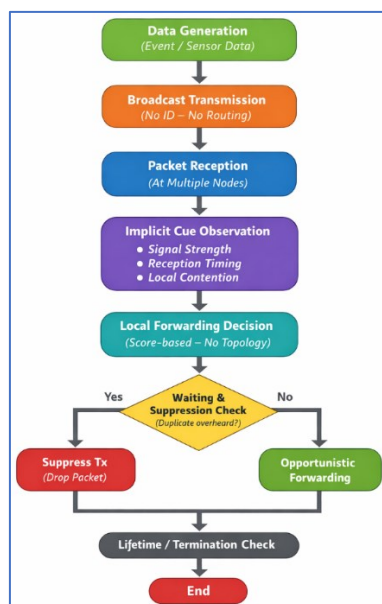 Data Generation
(Event / Sensor Data)
Broadcast Transmission
(No ID – No Routing)
Packet Reception
(At Multiple Nodes)
Implicit Cue Observation
• Signal Strength
• Reception Timing
• Local Contention
Local Forwarding Decision
(Score-based – No Topology)
Yes
Waiting &
Suppression Check
(Duplicate overheard?)
No
Suppress Tx
(Drop Packet)
Opportunistic
Forwarding
Lifetime / Termination Check
End